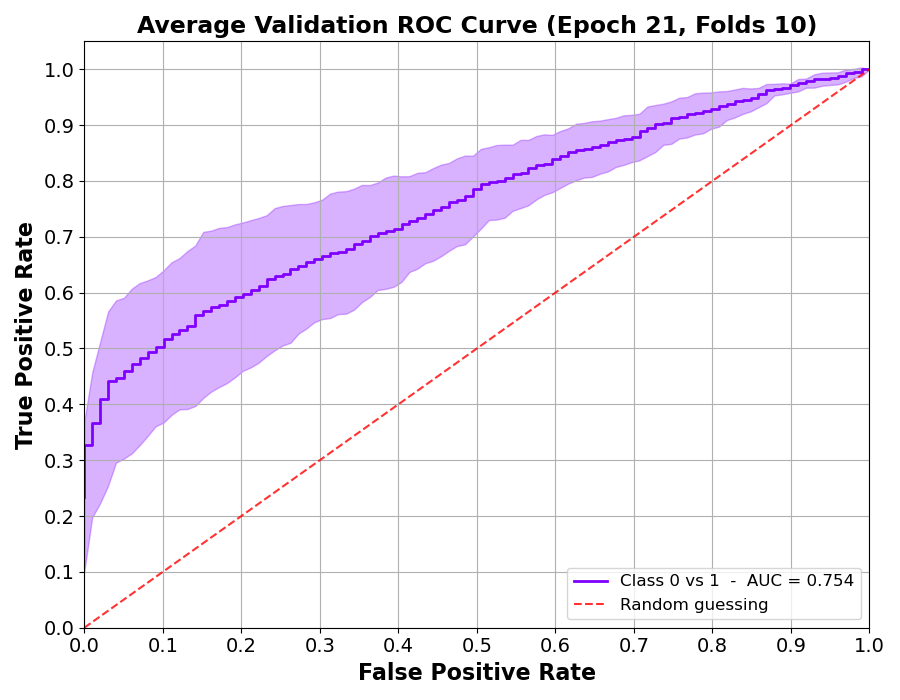 Average Validation ROC Curve (Epoch 21, Folds 10)
True Positive Rate
1.0
0.9
0.8
0.7
0.6
0.5
0.4
0.3
0.2
0.1
0.0
Class 0 vs 1 - AUC = 0.754
Random guessing
0.0 0.1 0.2 0.3 0.4 0.5 0.6 0.7 0.8 0.9 1.0
False Positive Rate